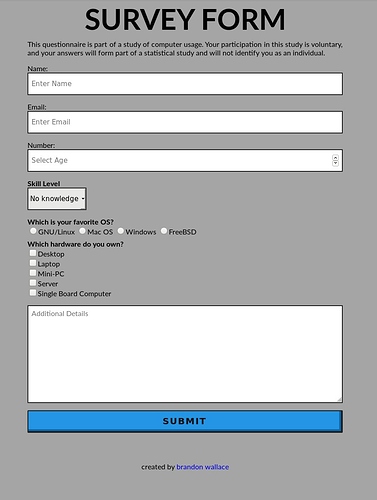 SURVEY FORM
This questionnaire is part of a study of computer usage. Your participation in this study is voluntary,
and your answers will form part of a statistical study and will not identify you as an individual.
Name:
Enter Name
Email:
Enter Email
Number:
Select Age
Skill Level
No knowledge
Which is your favorite OS?
GNU/Linux Mac OS Windows FreeBSD
Which hardware do you own?
Desktop
Laptop
Mini-PC
Server
Single Board Computer
Additional Details
SUBMIT
created by brandon wallace